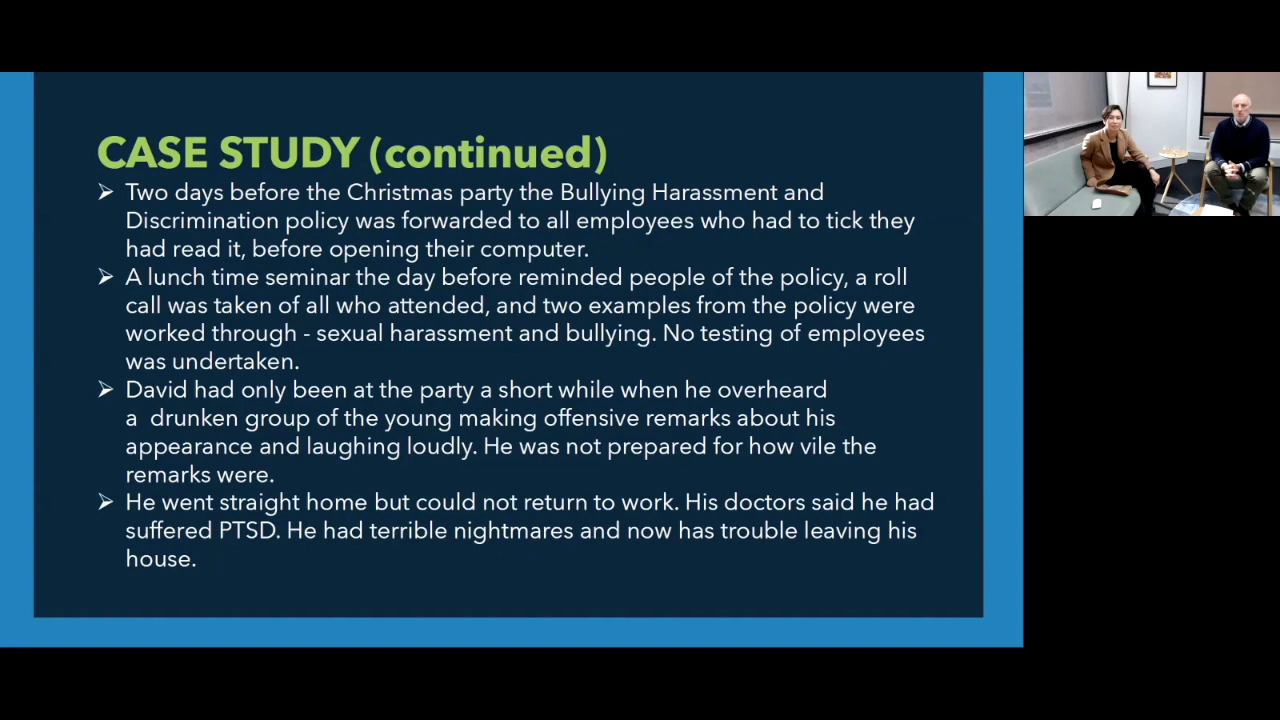 CASE STUDY (continued)
➢ Two days before the Christmas party the Bullying Harassment and
Discrimination policy was forwarded to all employees who had to tick they
had read it, before opening their computer.
➢ A lunch time seminar the day before reminded people of the policy, a roll
call was taken of all who attended, and two examples from the policy were
worked through - sexual harassment and bullying. No testing of employees
was undertaken.
➢ David had only been at the party a short while when he overheard
a  drunken group of the young making offensive remarks about his
appearance and laughing loudly. He was not prepared for how vile the
remarks were.
➢ He went straight home but could not return to work. His doctors said he had
suffered PTSD. He had terrible nightmares and now has trouble leaving his
house.